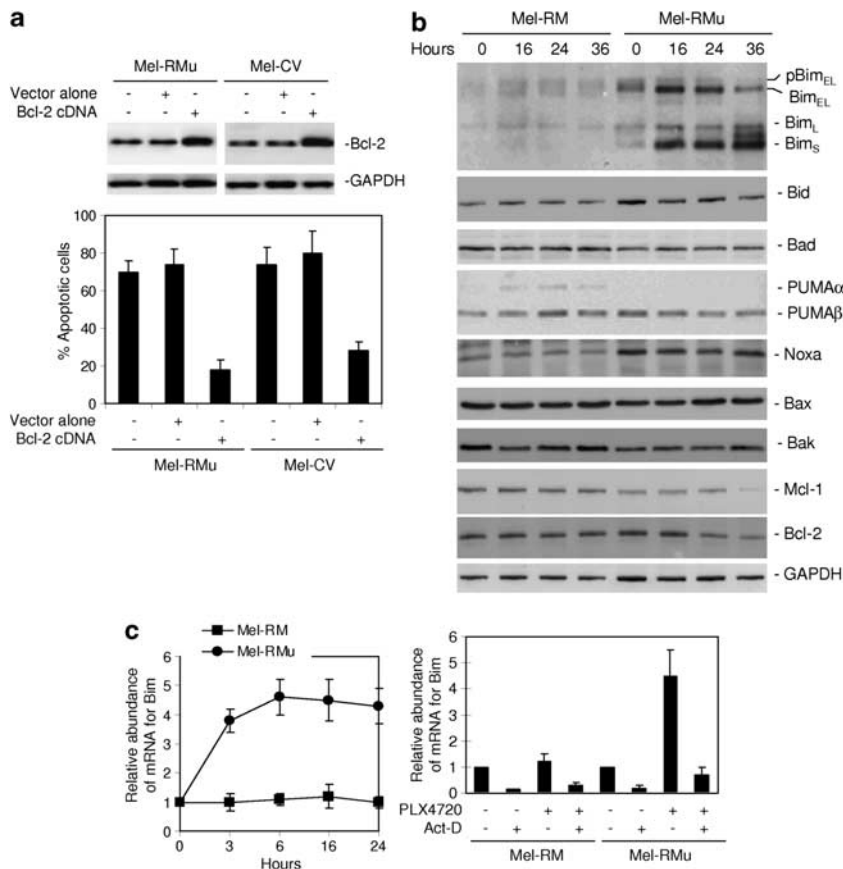 a
Mel-RMu Mel-CV
Vector alone - + - - + -
Bcl-2 cDNA - - + - - +
-Bcl-2
-GAPDH
100
80
60
40
20
0
% Apoptotic cells
Vector alone - + - - + -
Bcl-2 cDNA - - + - - +
Mel-RMu Mel-CV
b
Mel-RM Mel-RMu
Hours 0 16 24 36 0 16 24 36
pBimEL
BimEL
- BimL
- BimS
- Bid
- Bad
- PUMAα
- PUMAβ
- Noxa
- Bax
- Bak
- Mcl-1
- Bcl-2
- GAPDH
c
Mel-RM
Mel-RMu
Relative abundance
of mRNA for Bim
6
5
4
3
2
1
0
0 3 6 16 24
Hours
Relative abundance
of mRNA for Bim
6
5
4
3
2
1
0
PLX4720 - - + + - - + +
Act-D - + - + - + - +
Mel-RM Mel-RMu